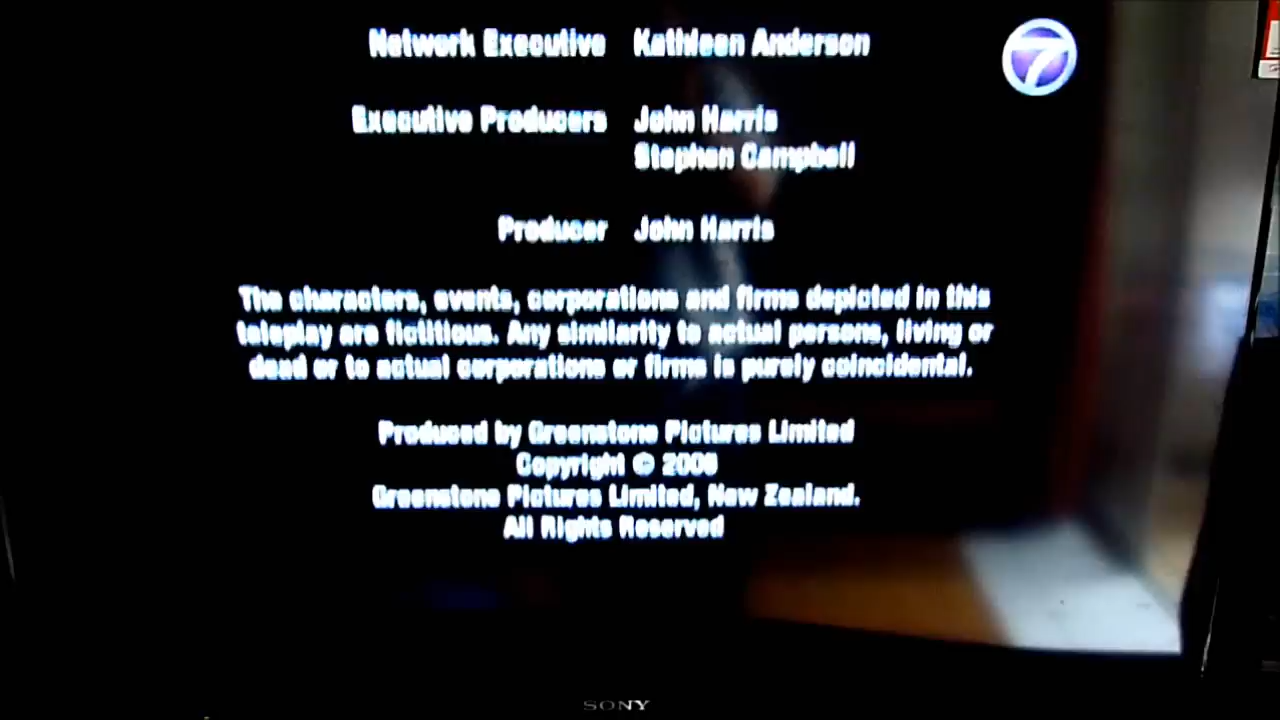 Network Executive Kathleen Anderson
7
Executive Producers John Harris
Stephen Campbell
Producer John Harris
The characters, events, corporations and firms depicted in this
teleplay are fictitious. Any similarity to actual persons, living or
dead or to actual corporations or firms is purely coincidental.
Produced by Greenstone Pictures Limited
Copyright ©
Greenstone Pictures Limited, New Zealand.
All Rights Reserved
SONY